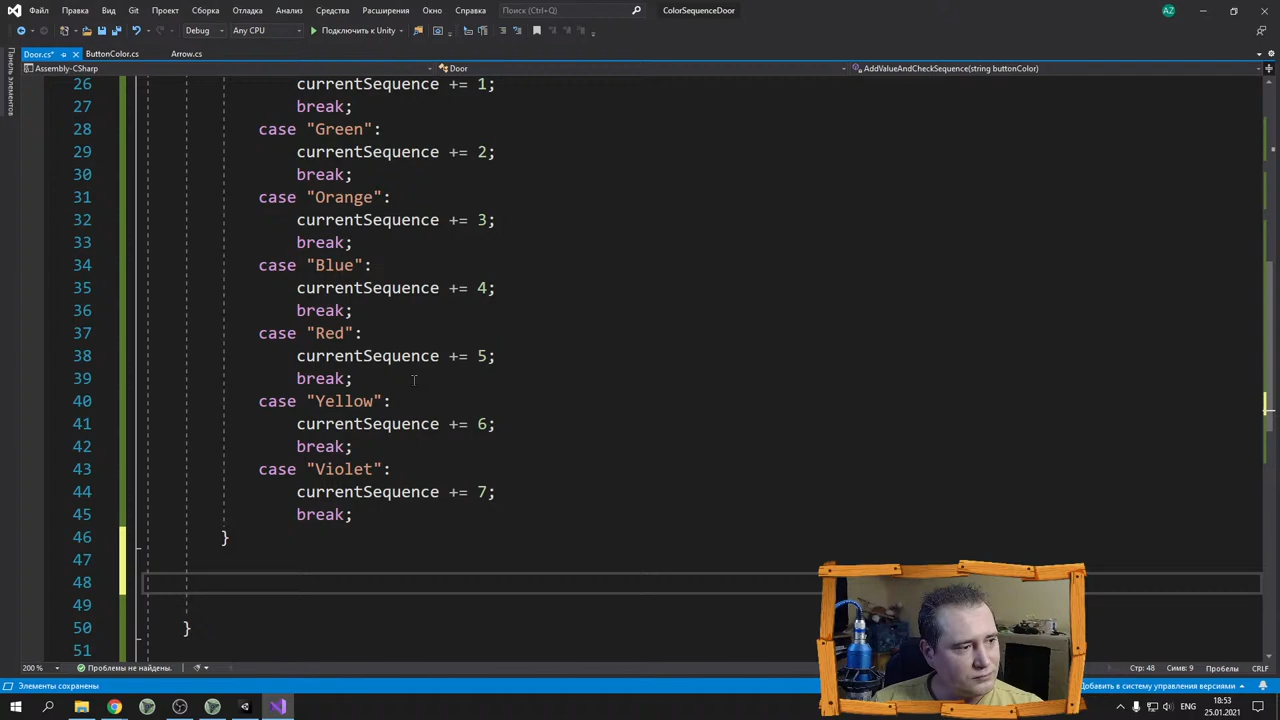 Файл Правка Вид Git Проект Сборка Отладка Анализ Средства Расширения Окно Справка Поиск (Ctrl+Q) ColorSequenceDoor AZ
Debug Any CPU Подключить к Unity
Door.cs* ButtonColor.cs Arrow.cs
Панель элементов
Assembly-CSharp Door AddValueAndCheckSequence(string buttonColor)
26 currentSequence += 1;
27 break;
28 case "Green":
29 currentSequence += 2;
30 break;
31 case "Orange":
32 currentSequence += 3;
33 break;
34 case "Blue":
35 currentSequence += 4;
36 break;
37 case "Red":
38 currentSequence += 5;
39 break;
40 case "Yellow":
41 currentSequence += 6;
42 break;
43 case "Violet":
44 currentSequence += 7;
45 break;
46 }
47
48
49
50 }
51
200 % Проблемы не найдены. Стр: 48 Симв: 9 Пробелы CRLF
Элементы сохранены Добавить в систему управления версиями
ENG 18:53
25.01.2021